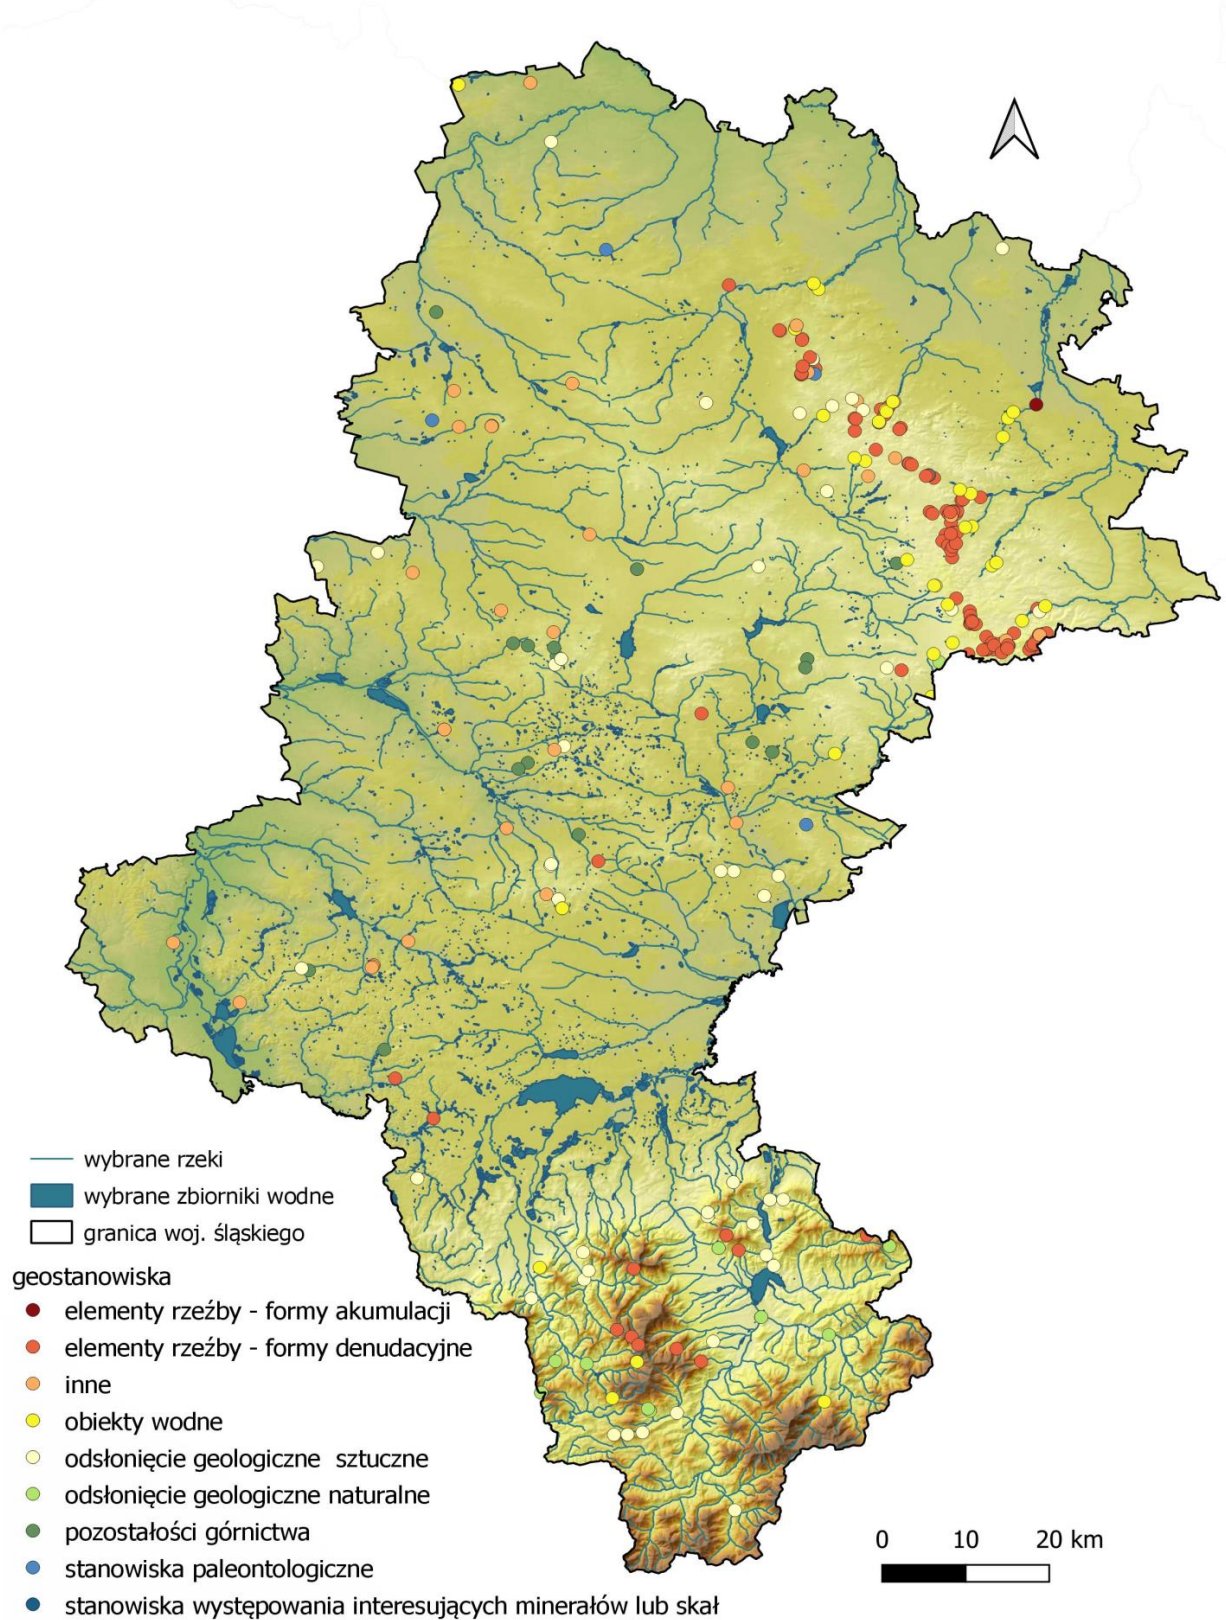 wybrane rzeki
wybrane zbiorniki wodne
granica woj. śląskiego
geostanowiska
elementy rzeźby - formy akumulacji
elementy rzeźby - formy denudacyjne
inne
obiekty wodne
odsłonięcie geologiczne sztuczne
odsłonięcie geologiczne naturalne
pozostałości górnictwa
stanowiska paleontologiczne
stanowiska występowania interesujących minerałów lub skał
0 10 20 km